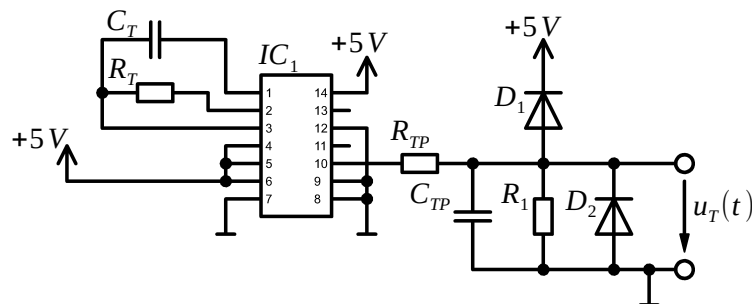 C_T
IC_1
+5V
+5V
R_T
D_1
1 14
2 13
3 12
4 11
5 10
6 9
7 8
+5V
R_TP
C_TP
R_1
D_2
u_T(t)